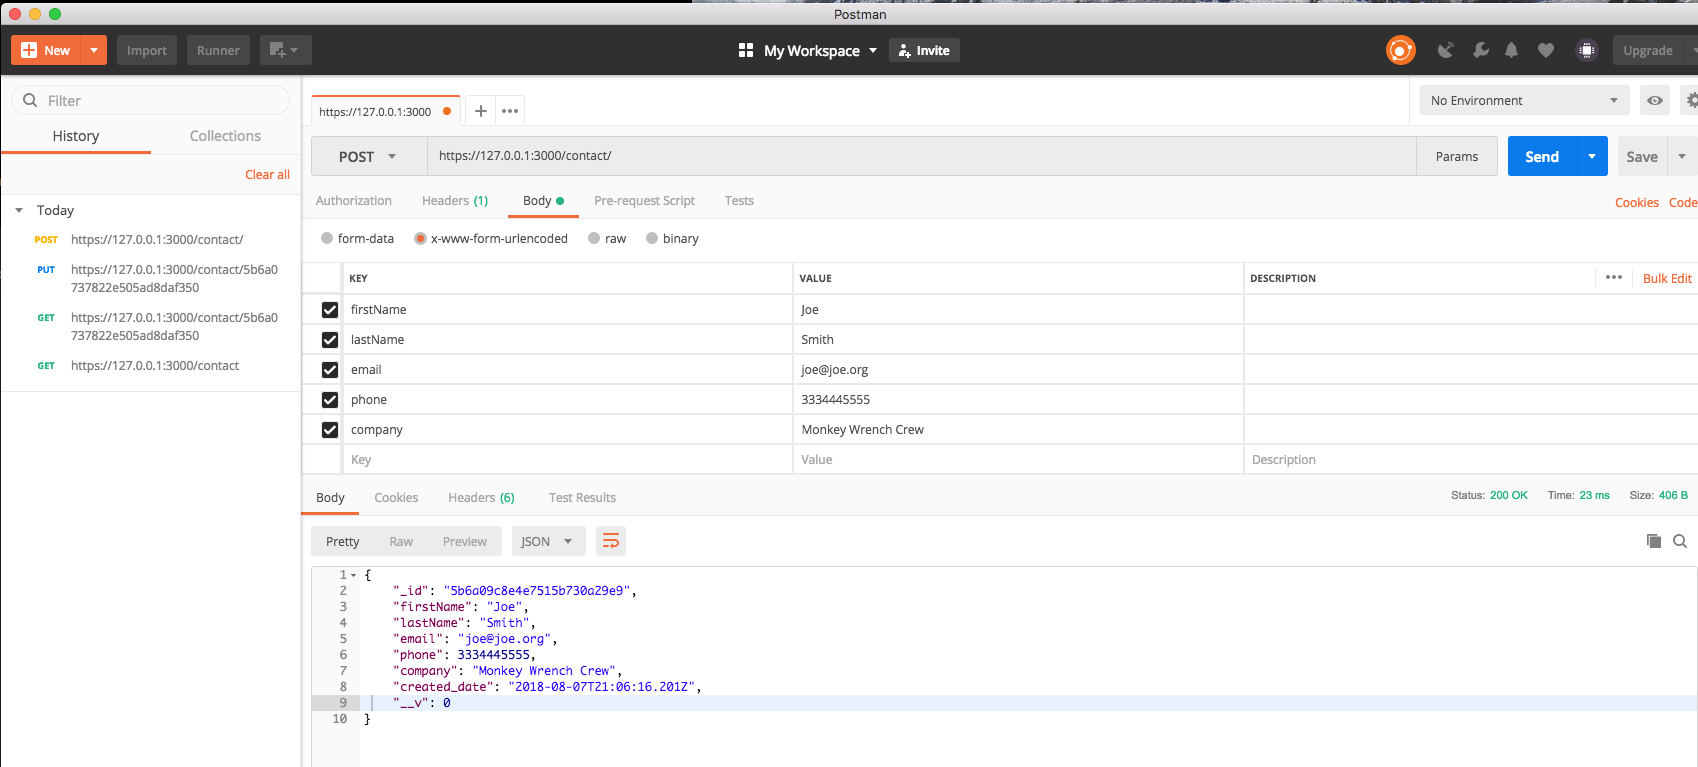 Postman
New
Import
Runner
My Workspace
Invite
Upgrade
Filter
History
Collections
Clear all
Today
POST https://127.0.0.1:3000/contact/
PUT https://127.0.0.1:3000/contact/5b6a0
737822e505ad8daf350
GET https://127.0.0.1:3000/contact/5b6a0
737822e505ad8daf350
GET https://127.0.0.1:3000/contact
https://127.0.0.1:3000
No Environment
POST https://127.0.0.1:3000/contact/ Params Send Save
Authorization Headers (1) Body Pre-request Script Tests Cookies Code
form-data x-www-form-urlencoded raw binary
KEY VALUE DESCRIPTION Bulk Edit
firstName Joe
lastName Smith
email joe@joe.org
phone 3334445555
company Monkey Wrench Crew
Key Value Description
Body Cookies Headers (6) Test Results Status: 200 OK Time: 23 ms Size: 406 B
Pretty Raw Preview JSON
1 {
2 "_id": "5b6a09c8e4e7515b730a29e9",
3 "firstName": "Joe",
4 "lastName": "Smith",
5 "email": "joe@joe.org",
6 "phone": 3334445555,
7 "company": "Monkey Wrench Crew",
8 "created_date": "2018-08-07T21:06:16.201Z",
9 "__v": 0
10 }